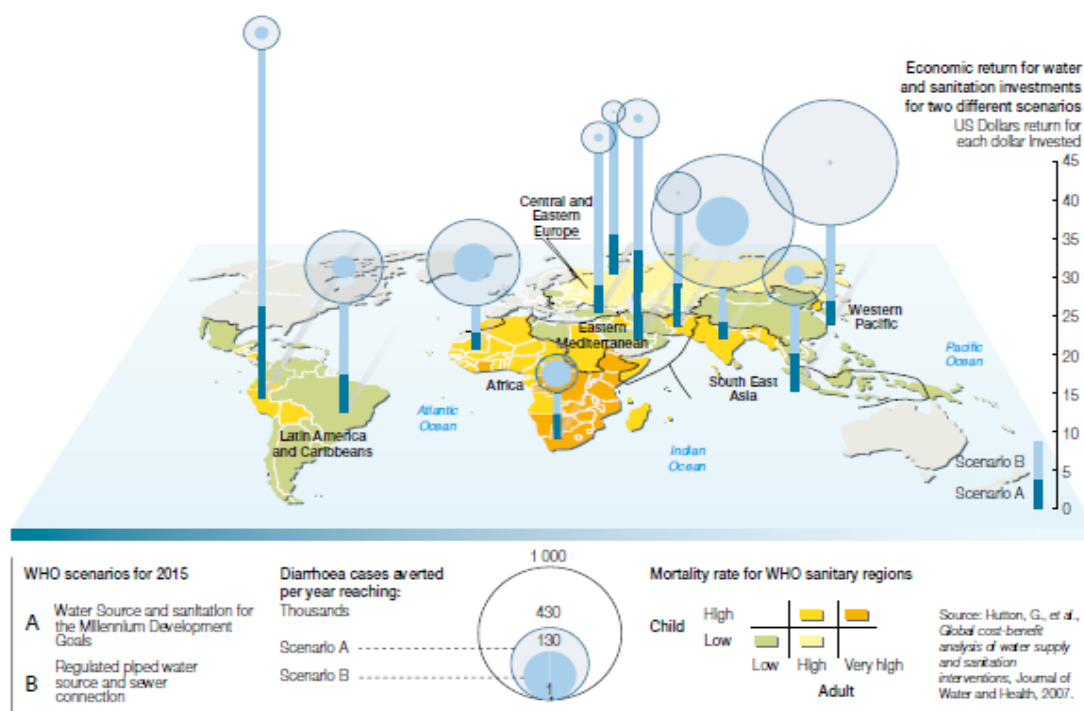 Economic return for water
and sanitation investments
for two different scenarios
US Dollars return for
each dollar Invested
45
40
35
30
25
20
15
10
5
0
Central and
Eastern
Europe
Western
Pacific
Eastern
Mediterranean
Pacific
Ocean
Africa
South East
Asia
Atlantic
Ocean
Latin America
and Caribbeans
Indian
Ocean
Scenario B
Scenario A
WHO scenarios for 2015
A
Water Source and sanitation for
the Millennium Development
Goals
B
Regulated piped water
source and sewer
connection
Diarrhoea cases averted
per year reaching:
Thousands
Scenario A
Scenario B
1 000
430
130
1
Mortality rate for WHO sanitary regions
Child
High
Low
Low
High
Very high
Adult
Source: Hutton, G., et al.,
Global cost-benefit
analysis of water supply
and sanitation
interventions, Journal of
Water and Health, 2007.